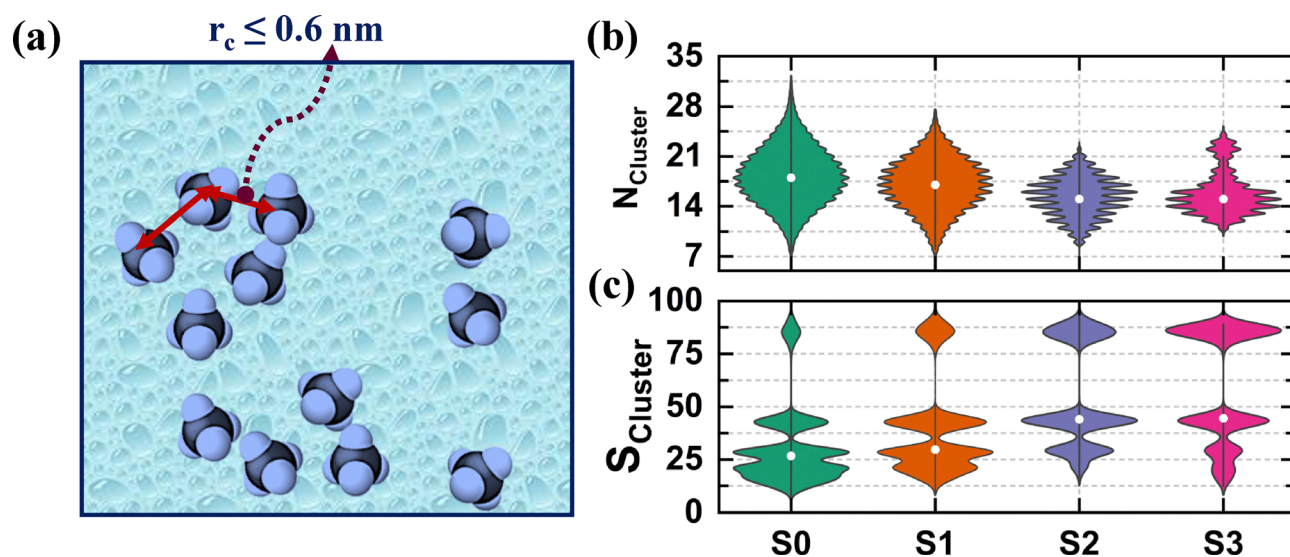 (a)
r_c ≤ 0.6 nm
(b)
N_Cluster
35
28
21
14
7
(c)
S_Cluster
100
75
50
25
0
S0 S1 S2 S3